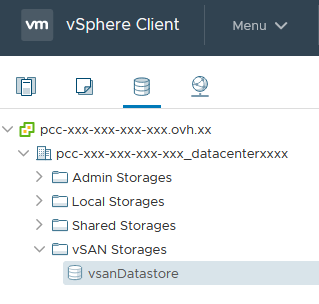 vm vSphere Client Menu
pcc-xxx-xxx-xxx-xxx.ovh.xx
pcc-xxx-xxx-xxx-xxx_datacenterxxxx
Admin Storages
Local Storages
Shared Storages
vSAN Storages
vsanDatastore